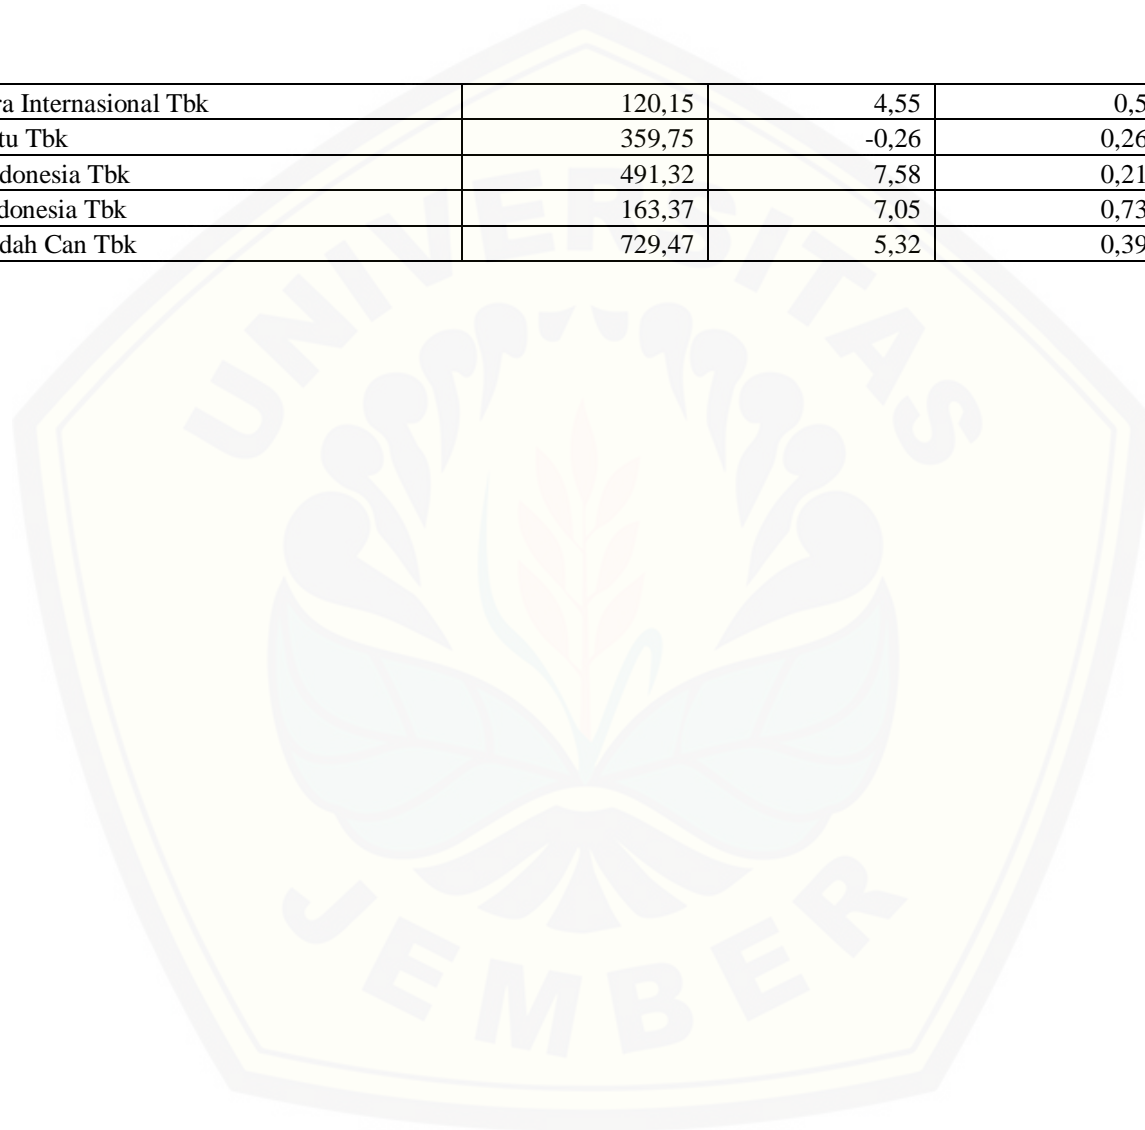 ra Internasional Tbk 120,15 4,55 0,5
tu Tbk 359,75 -0,26 0,26
donesia Tbk 491,32 7,58 0,21
donesia Tbk 163,37 7,05 0,73
dah Can Tbk 729,47 5,32 0,39
UNIVERSITAS
JEMBER